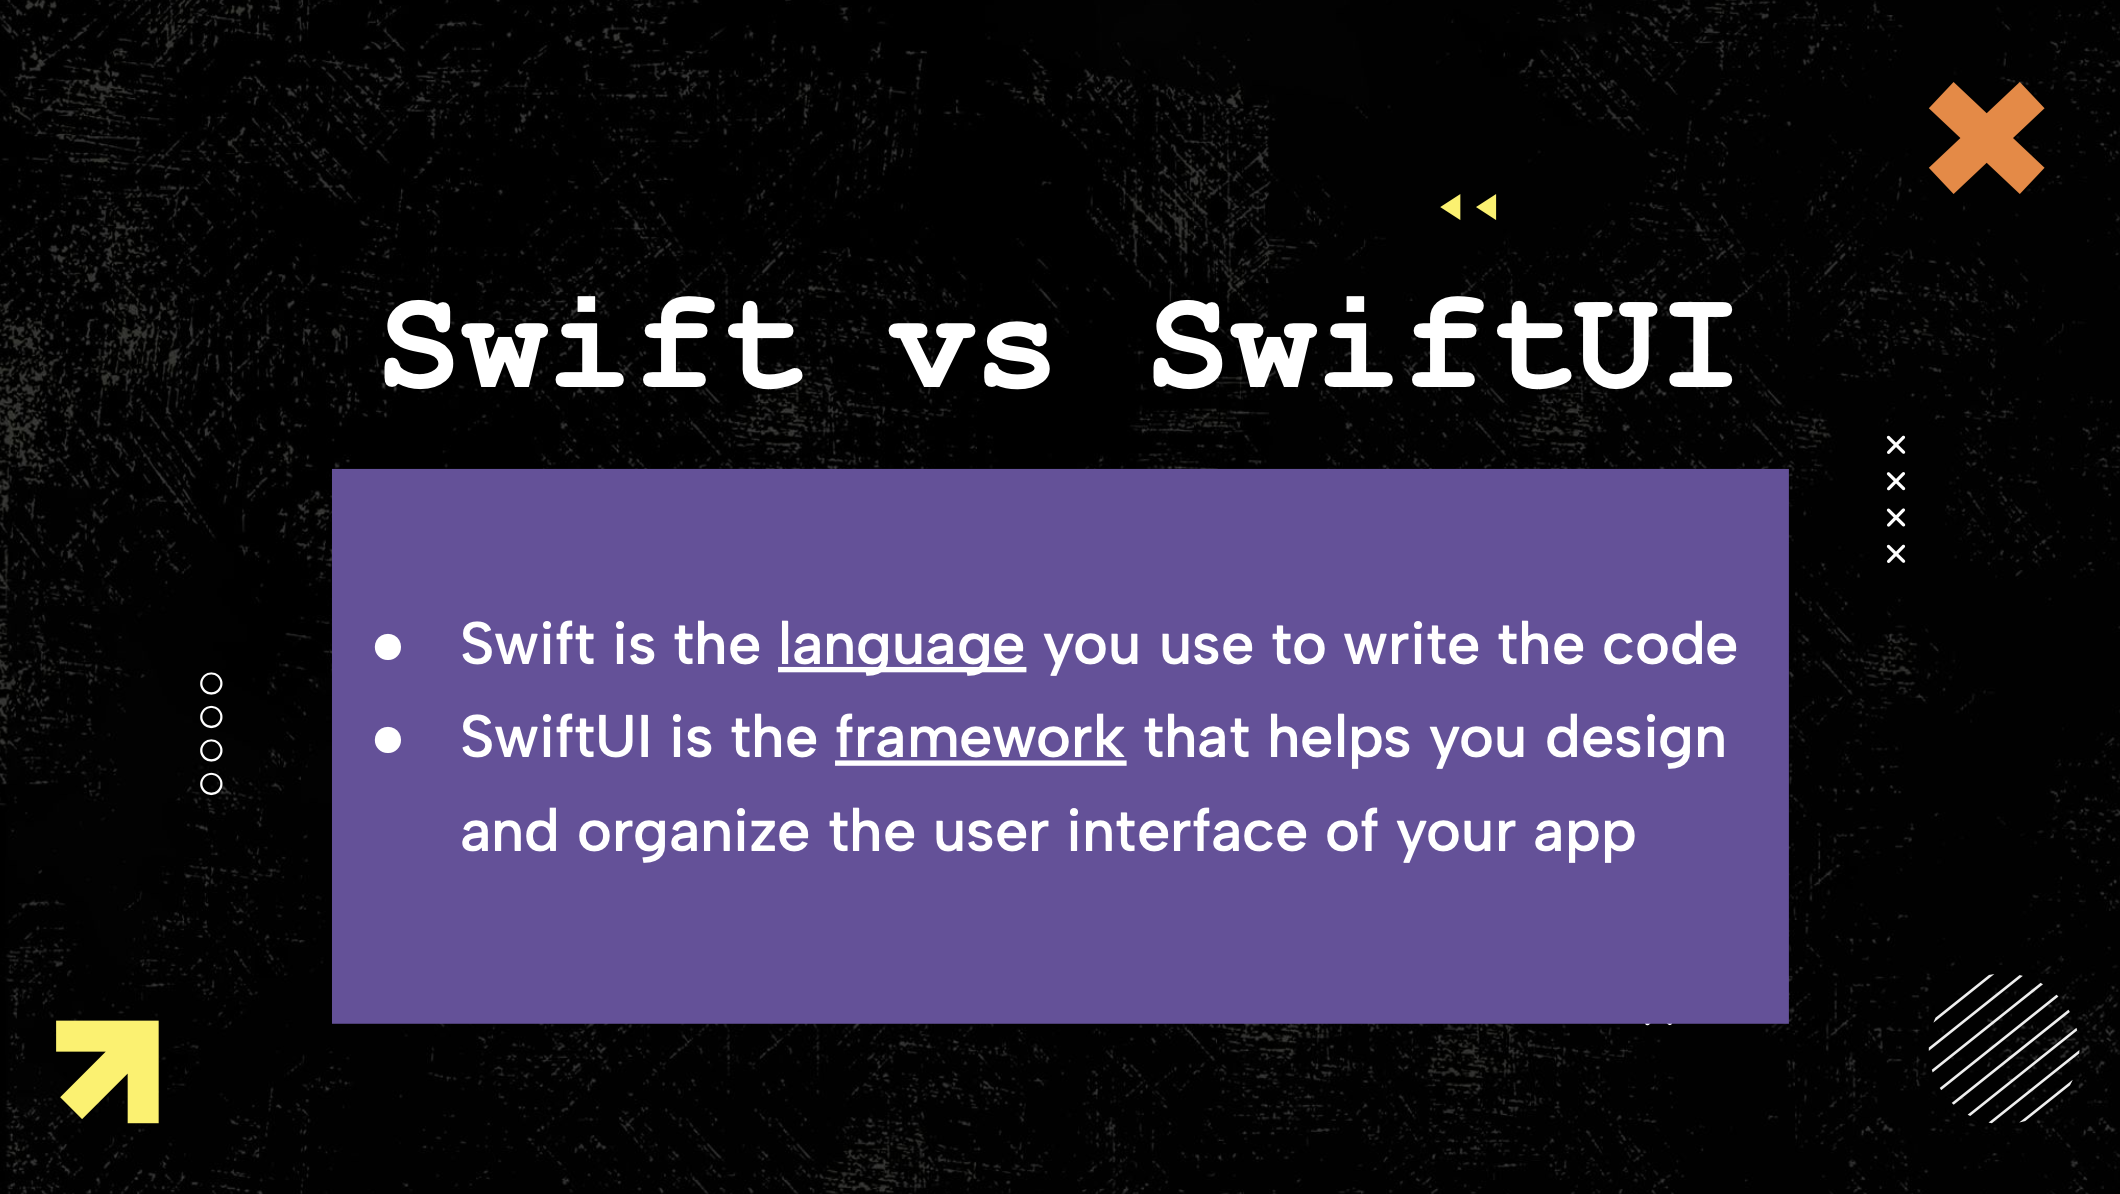 Swift vs SwiftUI
● Swift is the language you use to write the code
● SwiftUI is the framework that helps you design
and organize the user interface of your app